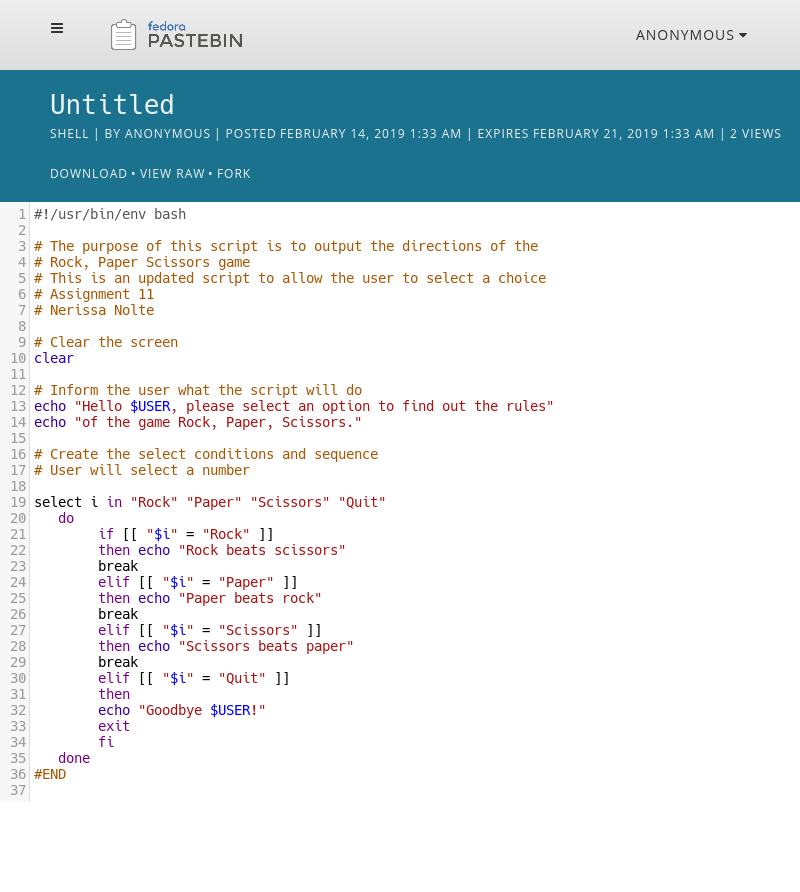 fedora
PASTEBIN
ANONYMOUS
Untitled
SHELL | BY ANONYMOUS | POSTED FEBRUARY 14, 2019 1:33 AM | EXPIRES FEBRUARY 21, 2019 1:33 AM | 2 VIEWS
DOWNLOAD • VIEW RAW • FORK
1 #!/usr/bin/env bash
2
3 # The purpose of this script is to output the directions of the
4 # Rock, Paper Scissors game
5 # This is an updated script to allow the user to select a choice
6 # Assignment 11
7 # Nerissa Nolte
8
9 # Clear the screen
10 clear
11
12 # Inform the user what the script will do
13 echo "Hello $USER, please select an option to find out the rules"
14 echo "of the game Rock, Paper, Scissors."
15
16 # Create the select conditions and sequence
17 # User will select a number
18
19 select i in "Rock" "Paper" "Scissors" "Quit"
20    do
21         if [[ "$i" = "Rock" ]]
22         then echo "Rock beats scissors"
23         break
24         elif [[ "$i" = "Paper" ]]
25         then echo "Paper beats rock"
26         break
27         elif [[ "$i" = "Scissors" ]]
28         then echo "Scissors beats paper"
29         break
30         elif [[ "$i" = "Quit" ]]
31         then
32         echo "Goodbye $USER!"
33         exit
34         fi
35    done
36 #END
37